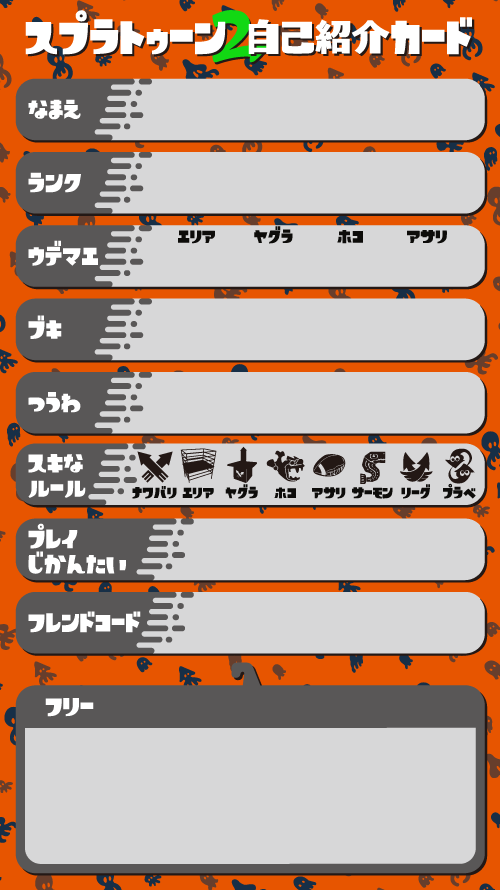 スプラトゥーン2自己紹介カード
なまえ
ランク
ウデマエ
エリア ヤグラ ホコ アサリ
ブキ
つうわ
スキな
ルール
ナワバリ エリア ヤグラ ホコ アサリ サーモン リーグ プラベ
プレイ
じかんたい
フレンドコード
フリー